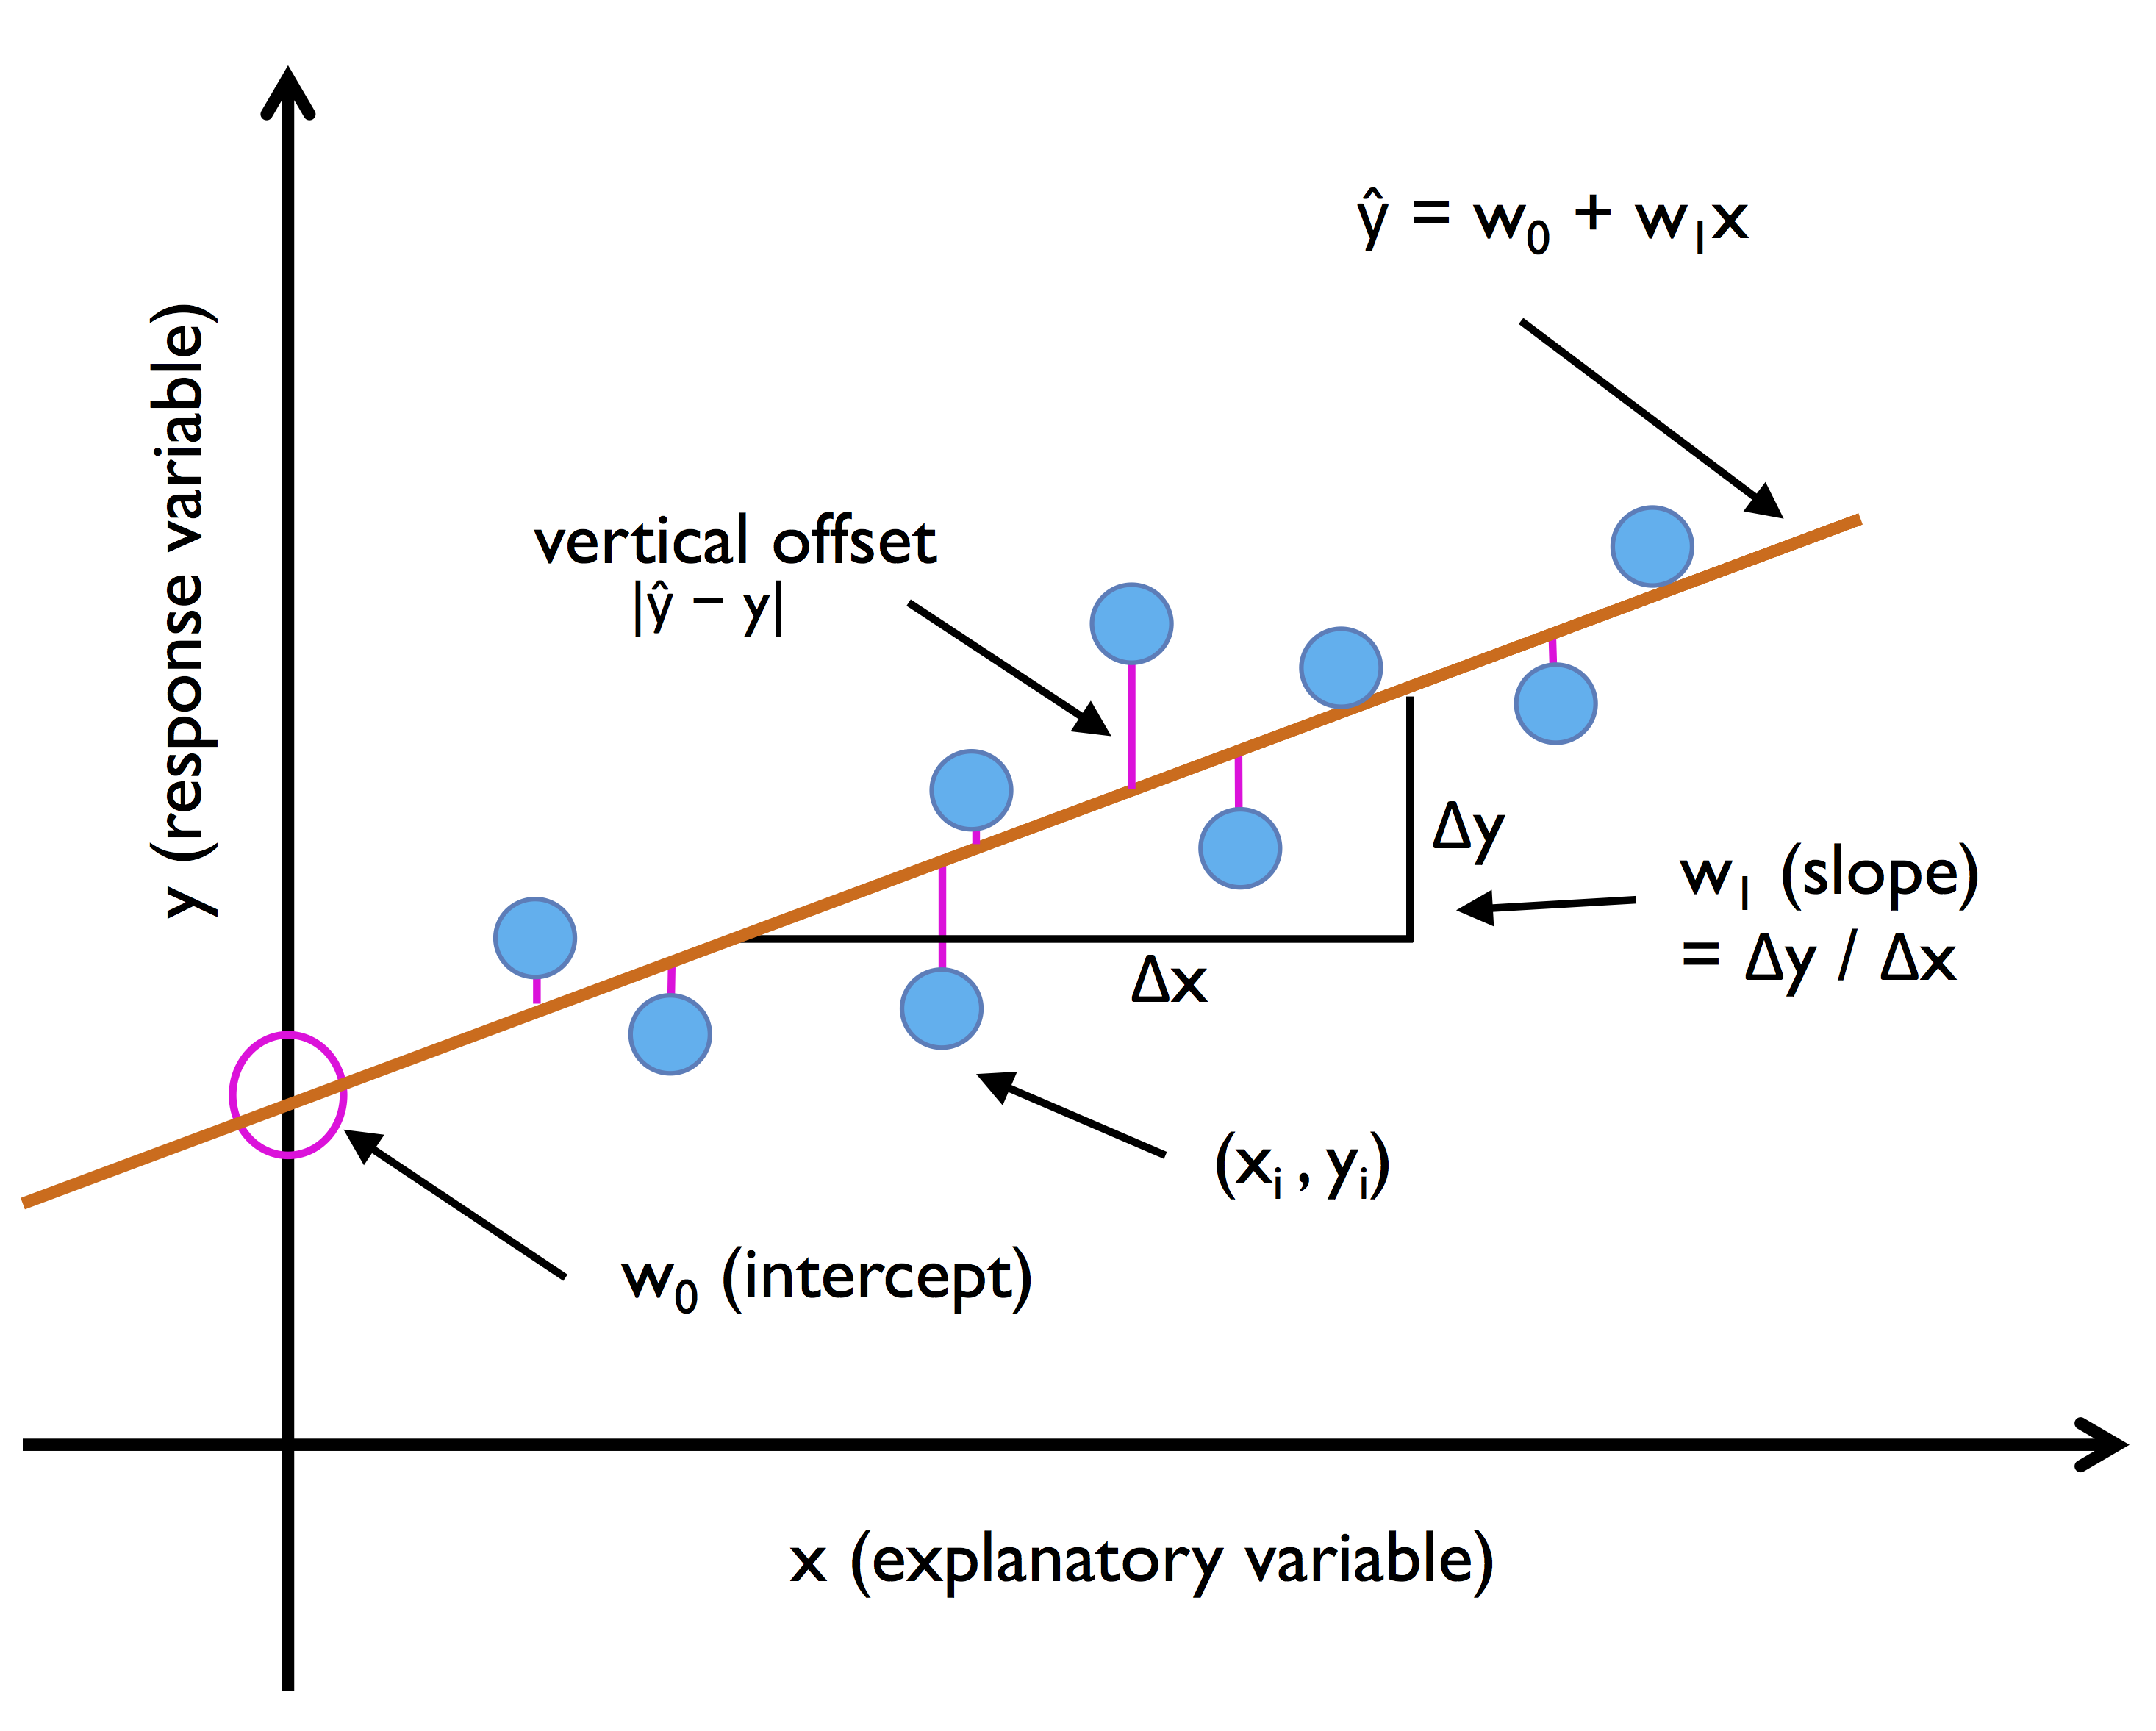 ŷ = w₀ + w₁x
y (response variable)
vertical offset
|ŷ − y|
Δy
w₁ (slope)
= Δy / Δx
Δx
(xᵢ , yᵢ)
w₀ (intercept)
x (explanatory variable)